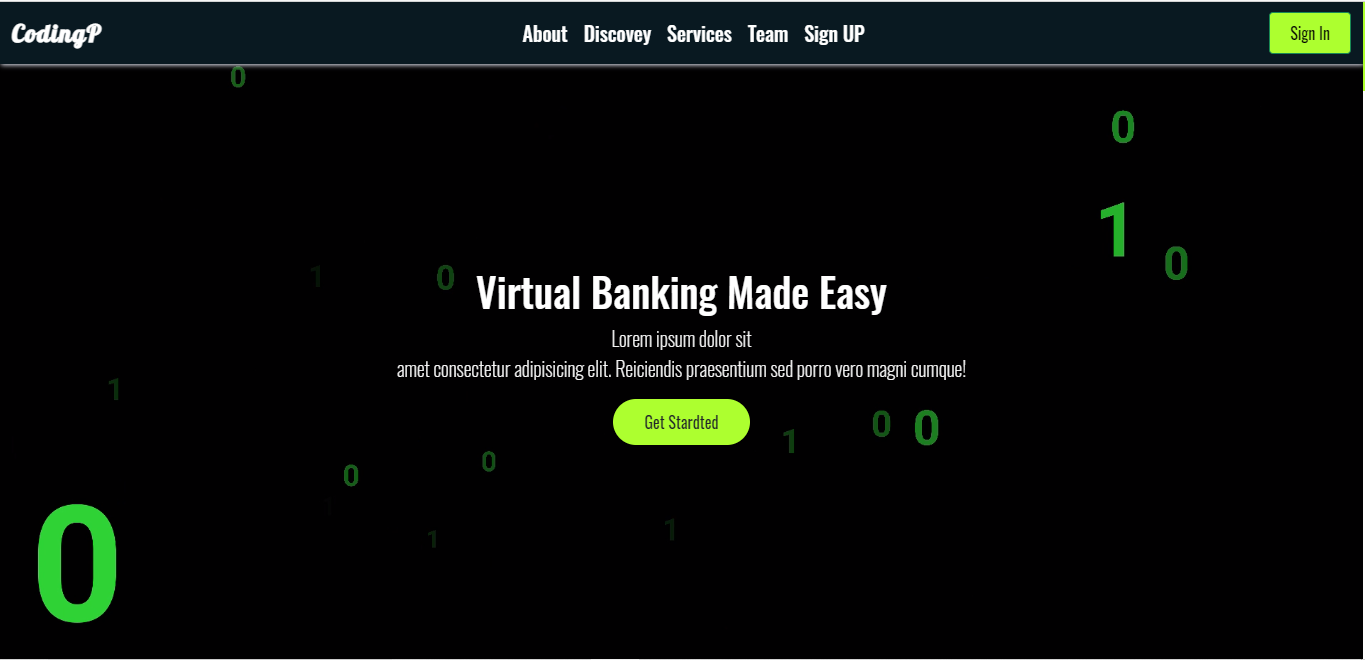 CodingP
About Discovey Services Team Sign UP
Sign In
0
0
1
0
1
0
Virtual Banking Made Easy
Lorem ipsum dolor sit
amet consectetur adipisicing elit. Reiciendis praesentium sed porro vero magni cumque!
1
Get Stardted
1
0
0
0
0
1
0
1
1